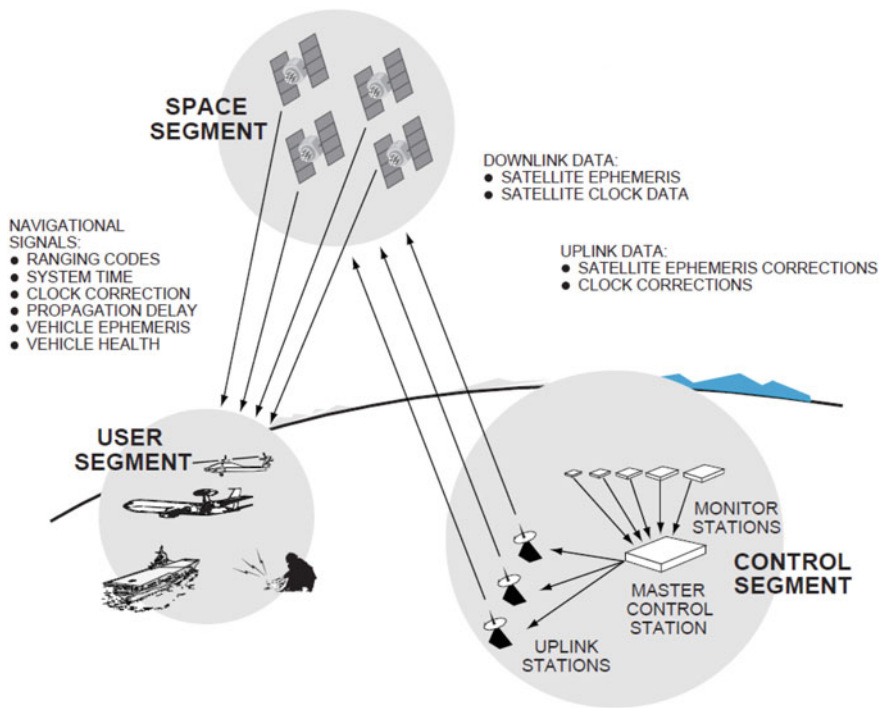 SPACE
SEGMENT
DOWNLINK DATA:
● SATELLITE EPHEMERIS
● SATELLITE CLOCK DATA
NAVIGATIONAL
SIGNALS:
● RANGING CODES
● SYSTEM TIME
● CLOCK CORRECTION
● PROPAGATION DELAY
● VEHICLE EPHEMERIS
● VEHICLE HEALTH
UPLINK DATA:
● SATELLITE EPHEMERIS CORRECTIONS
● CLOCK CORRECTIONS
USER
SEGMENT
MONITOR
STATIONS
CONTROL
SEGMENT
MASTER
CONTROL
STATION
UPLINK
STATIONS